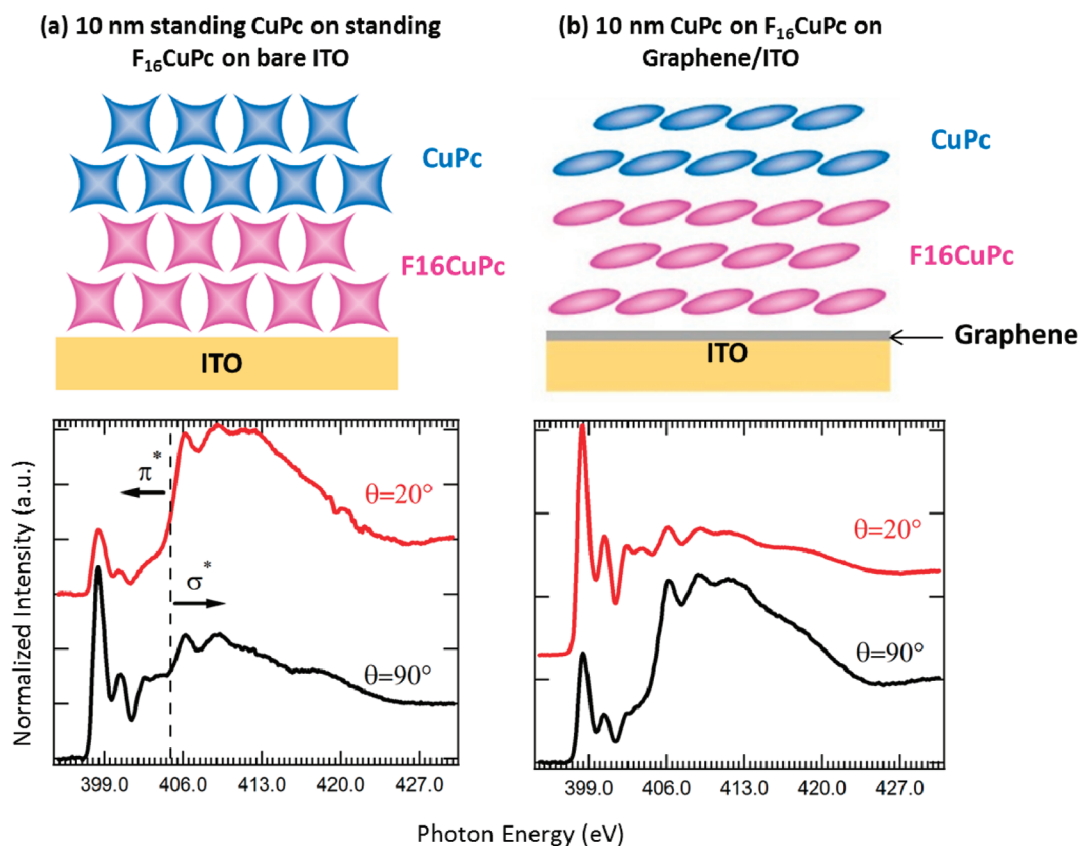 (a) 10 nm standing CuPc on standing
F₁₆CuPc on bare ITO
CuPc
F16CuPc
ITO
(b) 10 nm CuPc on F₁₆CuPc on
Graphene/ITO
CuPc
F16CuPc
Graphene
ITO
Normalized Intensity (a.u.)
π*
θ=20°
σ*
θ=90°
399.0 406.0 413.0 420.0 427.0
θ=20°
θ=90°
399.0 406.0 413.0 420.0 427.0
Photon Energy (eV)